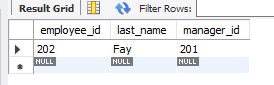 Result Grid Filter Rows:
employee_id last_name manager_id
202 Fay 201
NULL NULL NULL